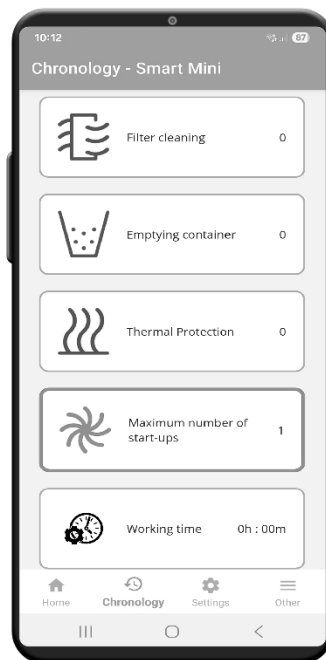 10:12
87
Chronology - Smart Mini
Filter cleaning 0
Emptying container 0
Thermal Protection 0
Maximum number of
start-ups 1
Working time 0h : 00m
Home Chronology Settings Other